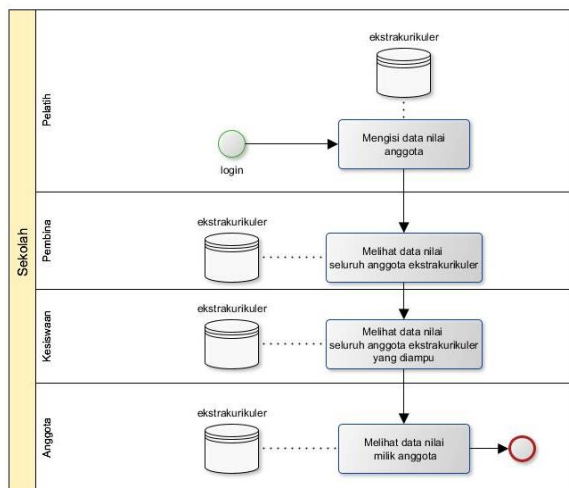 Sekolah
Pelatih
ekstrakurikuler
Mengisi data nilai
anggota
login
Pembina
ekstrakurikuler
Melihat data nilai
seluruh anggota ekstrakurikuler
Kesiswaan
ekstrakurikuler
Melihat data nilai
seluruh anggota ekstrakurikuler
yang diampu
Anggota
ekstrakurikuler
Melihat data nilai
milik anggota